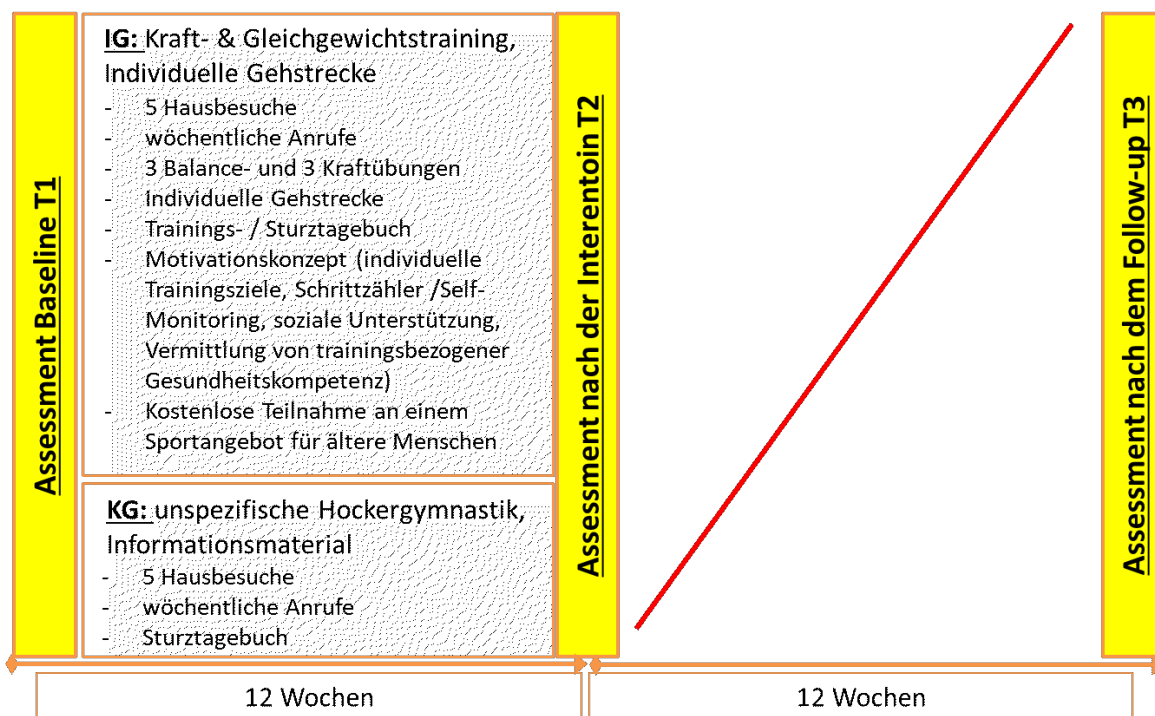 Assessment Baseline T1
IG: Kraft- & Gleichgewichtstraining,
Individuelle Gehstrecke
- 5 Hausbesuche
- wöchentliche Anrufe
- 3 Balance- und 3 Kraftübungen
- Individuelle Gehstrecke
- Trainings- / Sturztagebuch
- Motivationskonzept (individuelle
Trainingsziele, Schrittzähler /Self-
Monitoring, soziale Unterstützung,
Vermittlung von trainingsbezogener
Gesundheitskompetenz)
- Kostenlose Teilnahme an einem
Sportangebot für ältere Menschen
KG: unspezifische Hockergymnastik,
Informationsmaterial
- 5 Hausbesuche
- wöchentliche Anrufe
- Sturztagebuch
Assessment nach der Interentoin T2
Assessment nach dem Follow-up T3
12 Wochen
12 Wochen